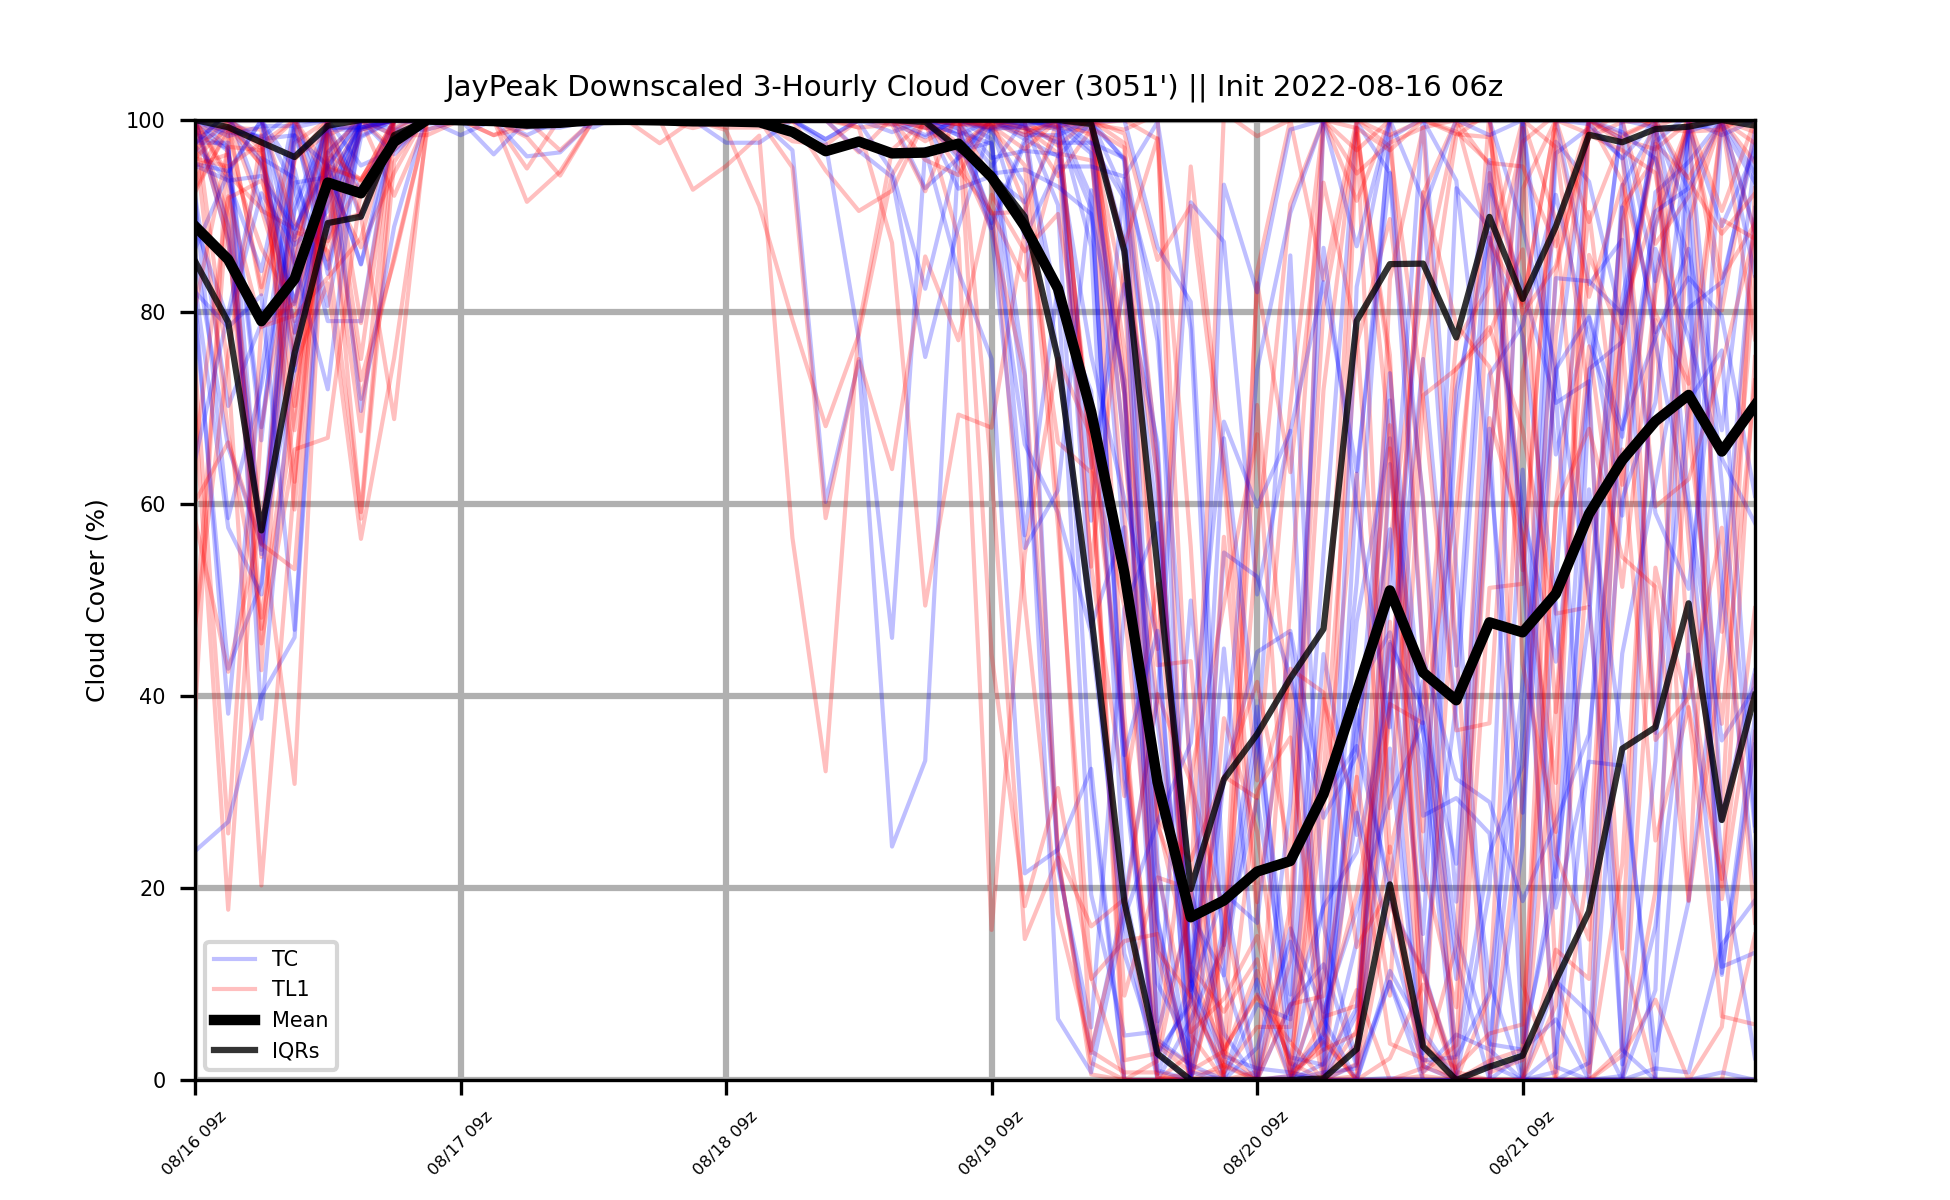 JayPeak Downscaled 3-Hourly Cloud Cover (3051') || Init 2022-08-16 06z
Cloud Cover (%)
100
80
60
40
20
0
TC
TL1
Mean
IQRs
08/16 09z
08/17 09z
08/18 09z
08/19 09z
08/20 09z
08/21 09z